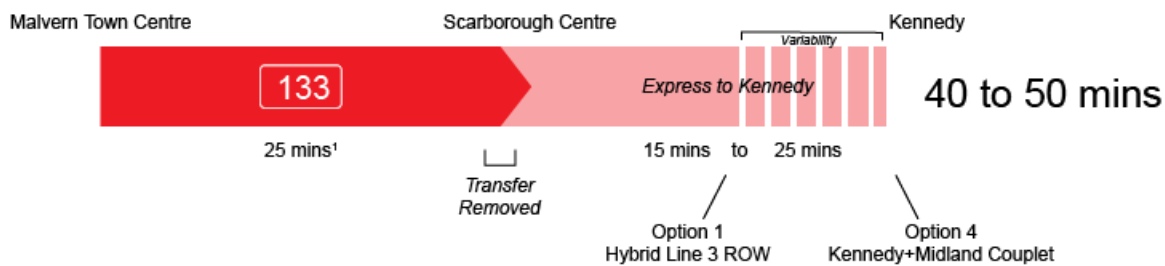 Malvern Town Centre
Scarborough Centre
Kennedy
Variability
133
Express to Kennedy
40 to 50 mins
25 mins¹
15 mins to 25 mins
Transfer
Removed
Option 1
Hybrid Line 3 ROW
Option 4
Kennedy+Midland Couplet